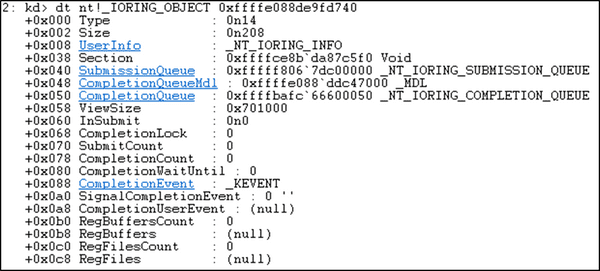 2: kd> dt nt!_IORING_OBJECT 0xffffe088de9fd740
+0x000 Type : 0n14
+0x002 Size : 0n208
+0x008 UserInfo : _NT_IORING_INFO
+0x038 Section : 0xffffce8b`da87c5f0 Void
+0x040 SubmissionQueue : 0xfffff806`7dc00000 _NT_IORING_SUBMISSION_QUEUE
+0x048 CompletionQueueMdl : 0xffffe088`ddc47000 _MDL
+0x050 CompletionQueue : 0xffffbafc`66600050 _NT_IORING_COMPLETION_QUEUE
+0x058 ViewSize : 0x701000
+0x060 InSubmit : 0n0
+0x068 CompletionLock : 0
+0x070 SubmitCount : 0
+0x078 CompletionCount : 0
+0x080 CompletionWaitUntil : 0
+0x088 CompletionEvent : _KEVENT
+0x0a0 SignalCompletionEvent : 0 ''
+0x0a8 CompletionUserEvent : (null)
+0x0b0 RegBuffersCount : 0
+0x0b8 RegBuffers : (null)
+0x0c0 RegFilesCount : 0
+0x0c8 RegFiles : (null)